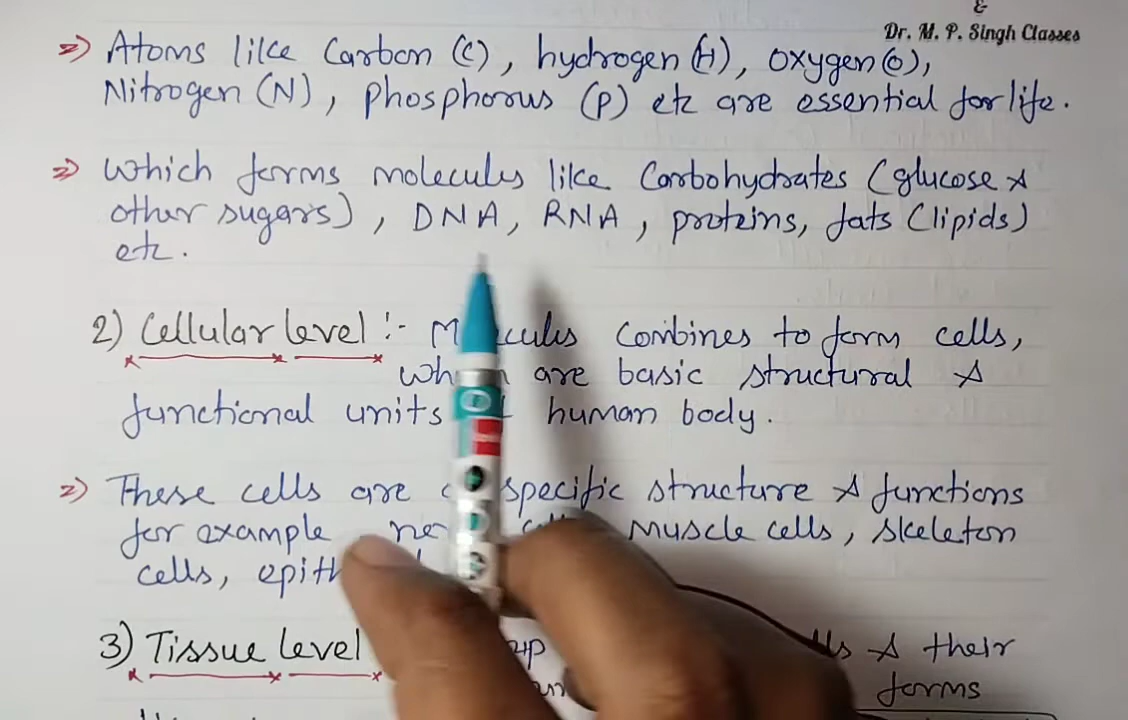 &
Dr. M. P. Singh Classes
=> Atoms like Carbon (C), hydrogen (H), oxygen (O),
Nitrogen (N), phosphorous (P) etc are essential for life.
=> Which forms molecules like Carbohydrates (glucose &
other sugars), DNA, RNA, proteins, fats (lipids)
etc.
2) Cellular level :- combines to form cells,
are basic structural &
functional units human body.
=> These cells are specific structure & functions
for example muscle cells, skeleton
cells,
3) Tissue level & their
forms